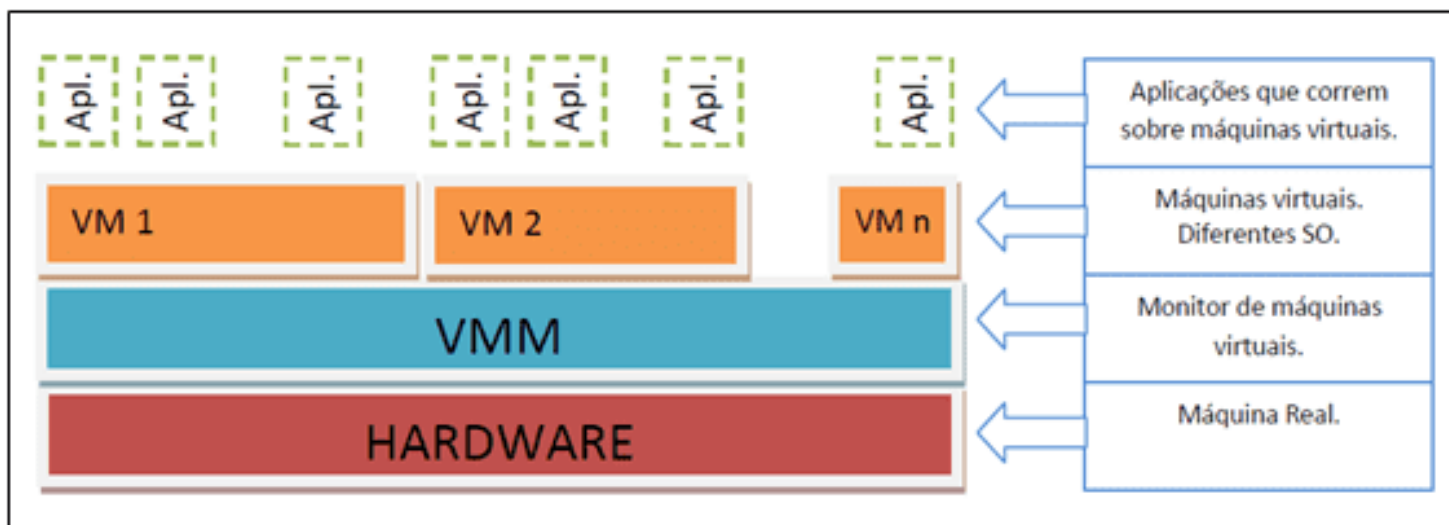 Apl.
Apl.
Apl.
Apl.
Apl.
Apl.
Apl.
Aplicações que correm
sobre máquinas virtuais.
VM 1
VM 2
VM n
Máquinas virtuais.
Diferentes SO.
VMM
Monitor de máquinas
virtuais.
HARDWARE
Máquina Real.